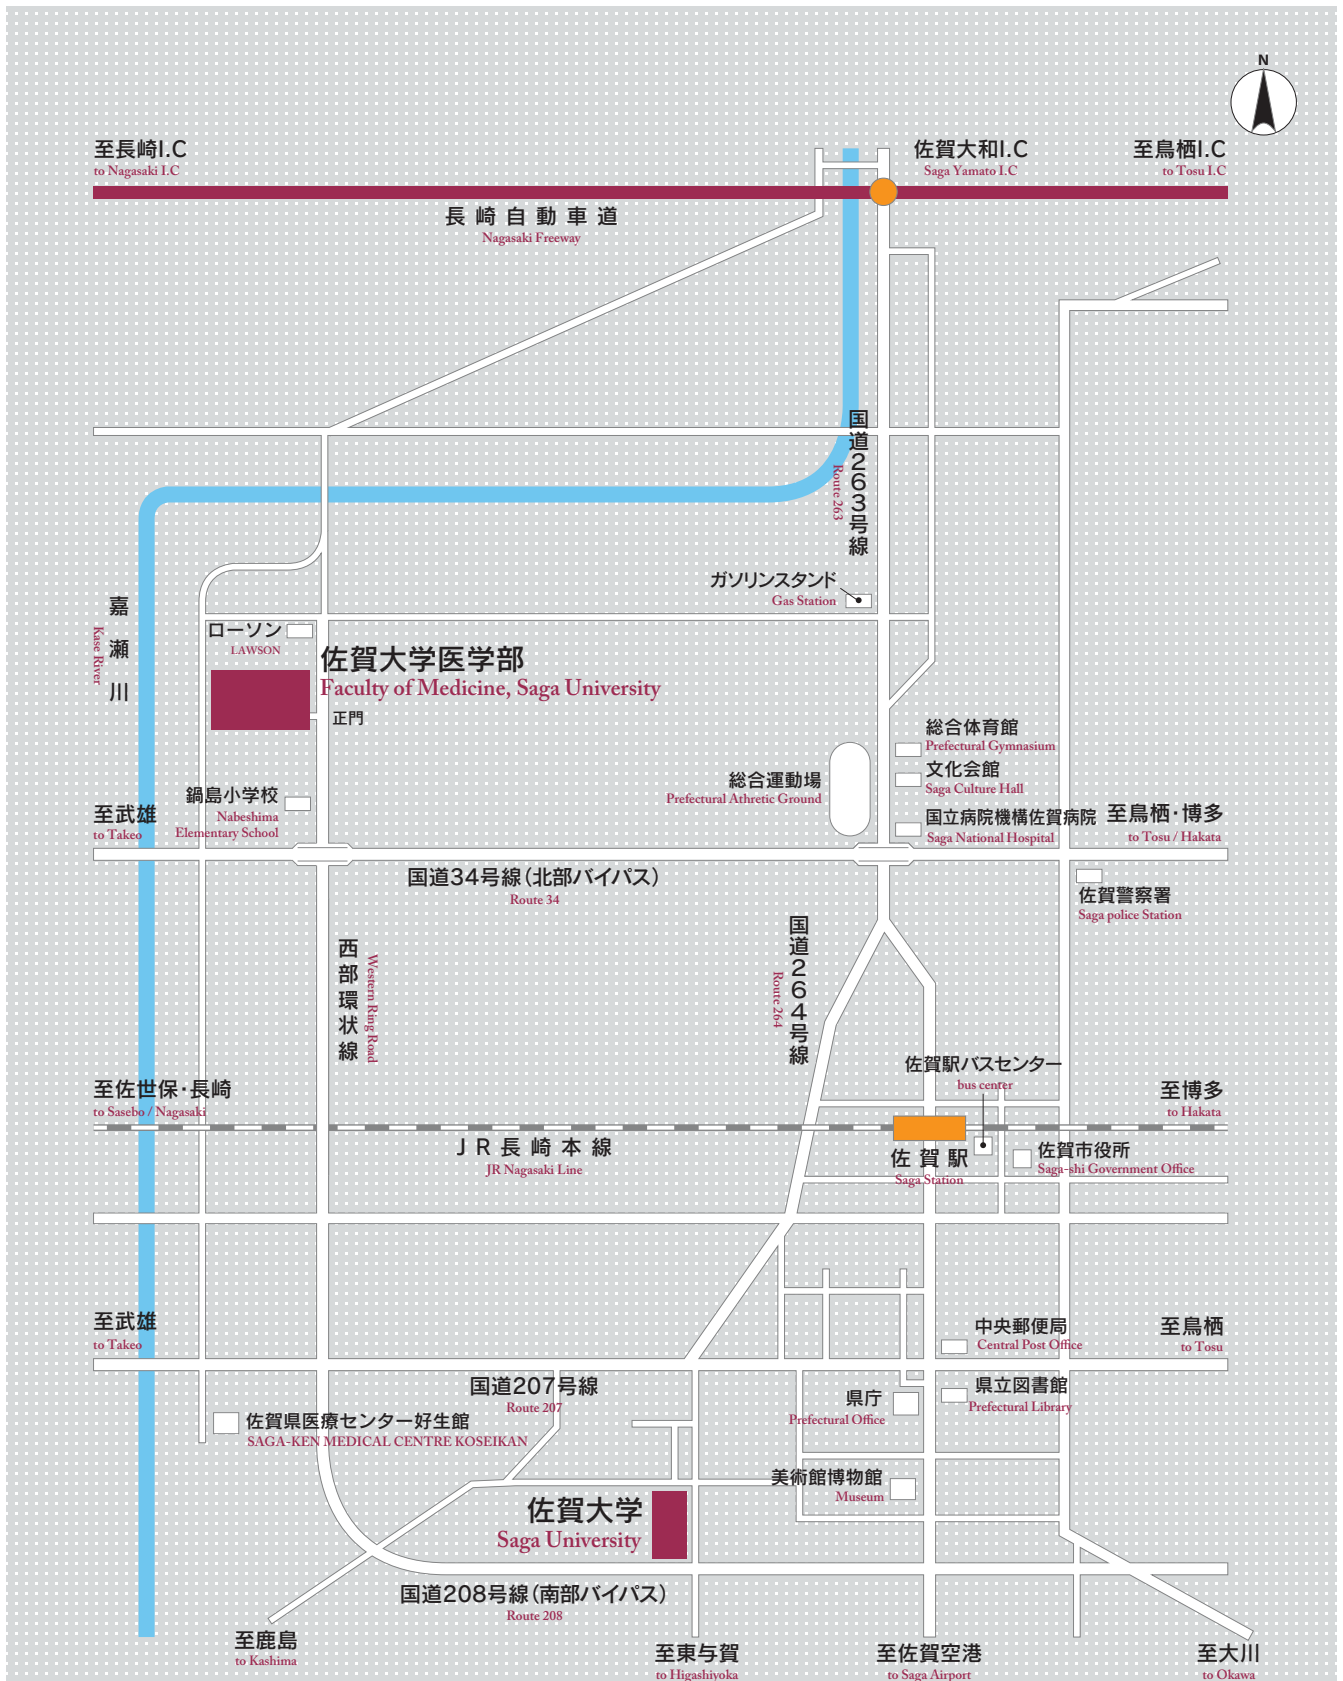 N
至長崎I.C
to Nagasaki I.C
佐賀大和I.C
Saga Yamato I.C
至鳥栖I.C
to Tosu I.C
長崎自動車道
Nagasaki Freeway
国道263号線
Route 263
ガソリンスタンド
Gas Station
嘉瀬川
Kase River
ローソン
LAWSON
佐賀大学医学部
Faculty of Medicine, Saga University
正門
総合体育館
Prefectural Gymnasium
文化会館
Saga Culture Hall
総合運動場
Prefectural Athretic Ground
国立病院機構佐賀病院
Saga National Hospital
至鳥栖・博多
to Tosu / Hakata
鍋島小学校
Nabeshima
Elementary School
至武雄
to Takeo
国道34号線（北部バイパス）
Route 34
佐賀警察署
Saga police Station
国道264号線
Route 264
西部環状線
Western Ring Road
佐賀駅バスセンター
bus center
至佐世保・長崎
to Sasebo / Nagasaki
至博多
to Hakata
JR長崎本線
JR Nagasaki Line
佐賀駅
Saga Station
佐賀市役所
Saga-shi Government Office
至武雄
to Takeo
中央郵便局
Central Post Office
至鳥栖
to Tosu
国道207号線
Route 207
県庁
Prefectural Office
県立図書館
Prefectural Library
佐賀県医療センター好生館
SAGA-KEN MEDICAL CENTRE KOSEIKAN
美術館博物館
Museum
佐賀大学
Saga University
国道208号線（南部バイパス）
Route 208
至鹿島
to Kashima
至東与賀
to Higashiyoka
至佐賀空港
to Saga Airport
至大川
to Okawa